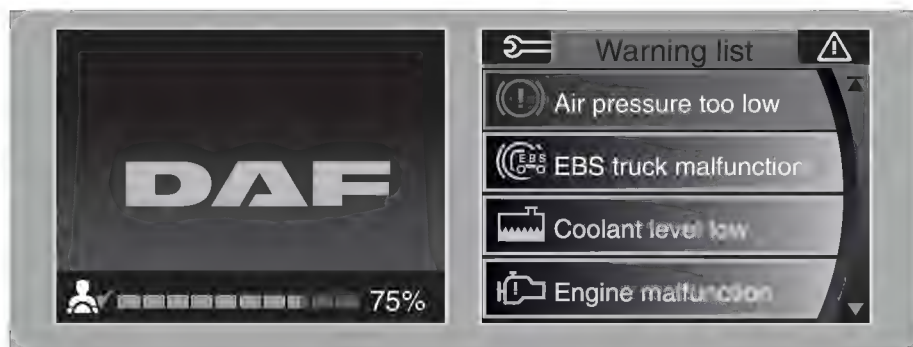 DAF
75%
Warning list
Air pressure too low
EBS
EBS truck malfunction
Coolant level low
Engine malfunction